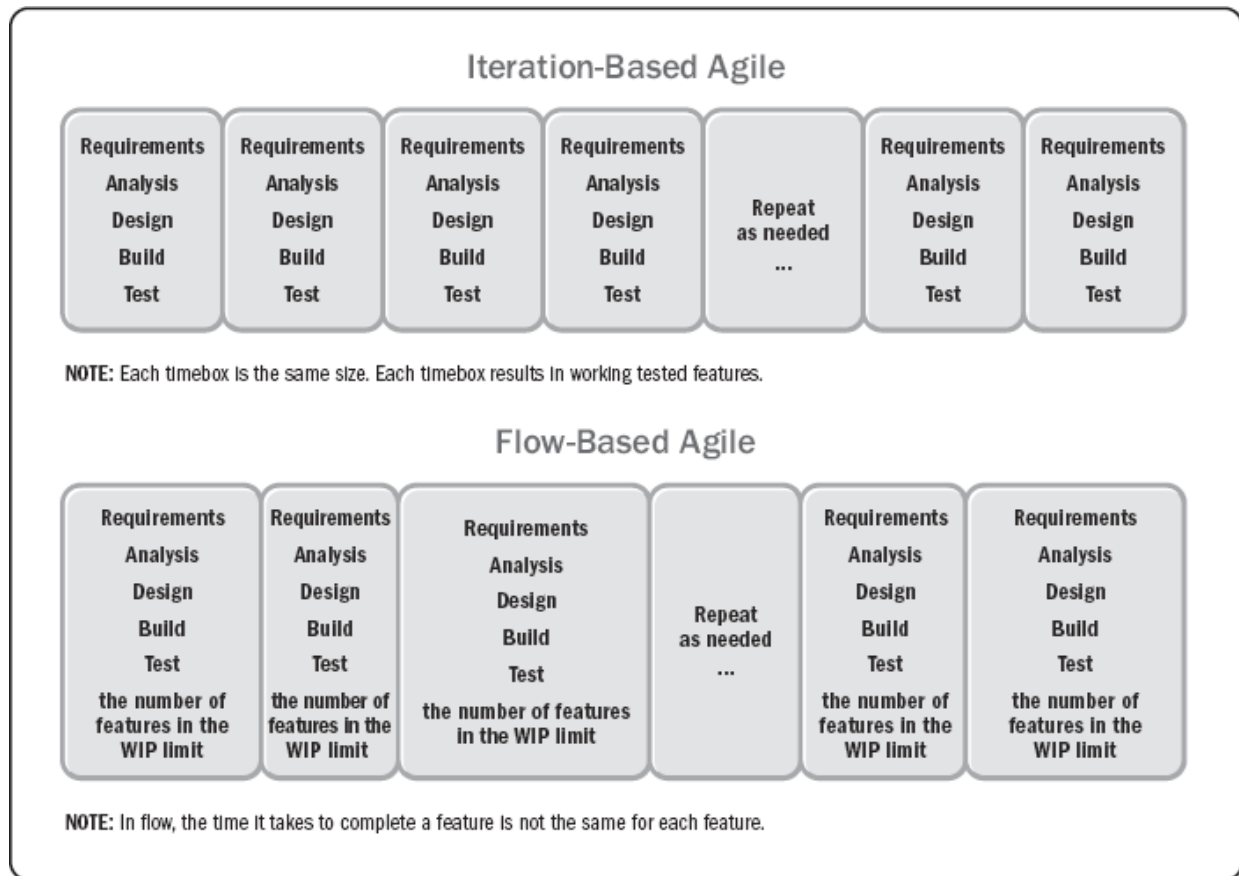 Iteration-Based Agile
Requirements
Analysis
Design
Build
Test
Requirements
Analysis
Design
Build
Test
Requirements
Analysis
Design
Build
Test
Requirements
Analysis
Design
Build
Test
Repeat
as needed
...
Requirements
Analysis
Design
Build
Test
Requirements
Analysis
Design
Build
Test
NOTE: Each timebox is the same size. Each timebox results in working tested features.
Flow-Based Agile
Requirements
Analysis
Design
Build
Test
the number of
features in the
WIP limit
Requirements
Analysis
Design
Build
Test
the number of
features in the
WIP limit
Requirements
Analysis
Design
Build
Test
the number of features
in the WIP limit
Repeat
as needed
...
Requirements
Analysis
Design
Build
Test
the number of
features in the
WIP limit
Requirements
Analysis
Design
Build
Test
the number of
features in the
WIP limit
NOTE: In flow, the time it takes to complete a feature is not the same for each feature.